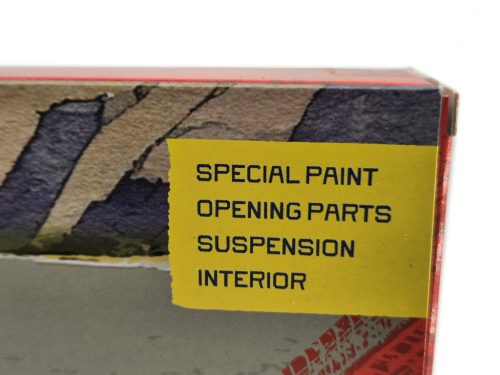 SPECIAL PAINT
OPENING PARTS
SUSPENSION
INTERIOR